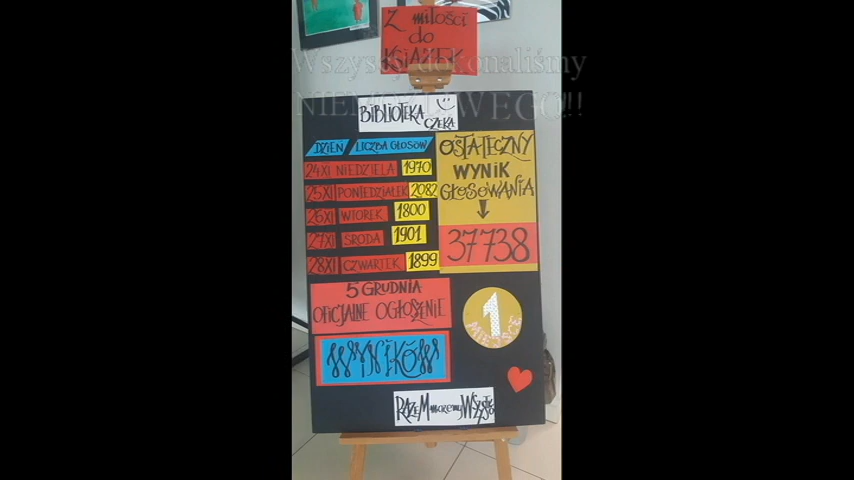 Z miłości
do
KSIĄŻEK
Wszyscy dokonaliśmy
NIEMOŻLIWEGO!!!
BIBLIOTEKA
CZEKA
DZIEŃ / LICZBA GŁOSÓW
24 XI NIEDZIELA 1970
25 XI PONIEDZIAŁEK 2082
26 XI WTOREK 1800
27 XI ŚRODA 1901
28 XI CZWARTEK 1899
OSTATECZNY
WYNIK
GŁOSOWANIA
37738
5 GRUDNIA
OFICJALNE OGŁOSZENIE
WYNIKÓW
1
MIEJSCE
RAZEM możemy WSZYSTKO